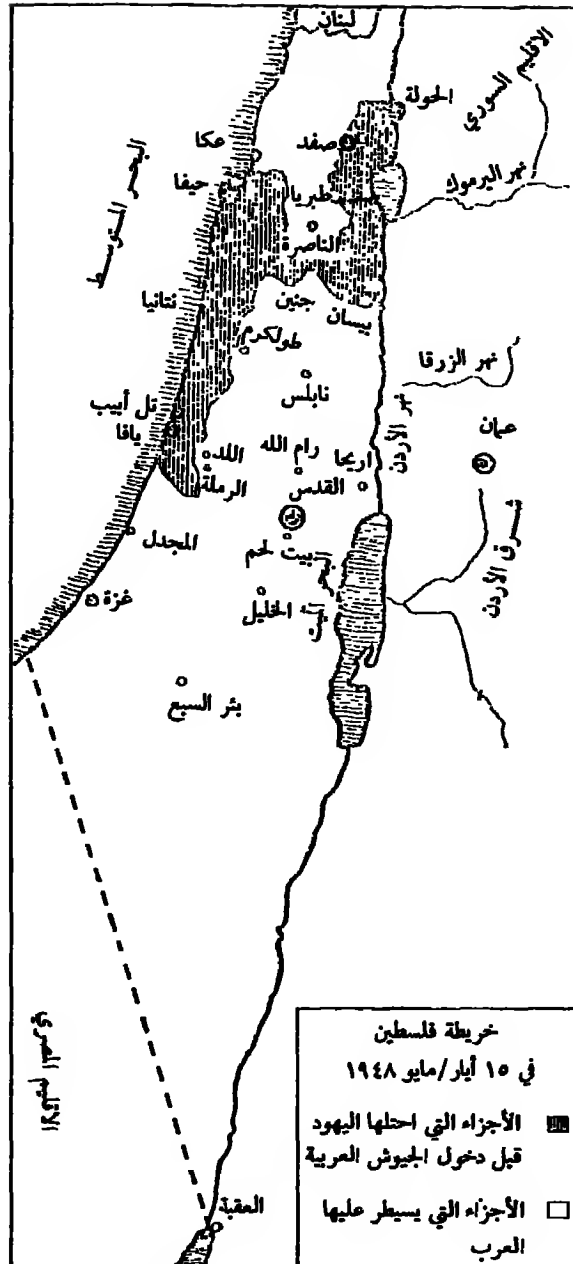 لبنان
الاقليم السوري
الحولة
صفد
عكا
البحر المتوسط
حيفا
طبريا
نهر اليرموك
الناصرة
نتانيا
جنين
بيسان
طولكرم
نهر الزرقا
نابلس
نهر الأردن
تل أبيب
يافا
عمان
رام الله
اريحا
اللد
القدس
الرملة
المجدل
بيت لحم
البحر الميت
شرق الأردن
غزة
الخليل
بئر السبع
العقبة
خريطة فلسطين
في ١٥ أيار/مايو ١٩٤٨
الأجزاء التي احتلها اليهود
قبل دخول الجيوش العربية
الأجزاء التي يسيطر عليها
العرب